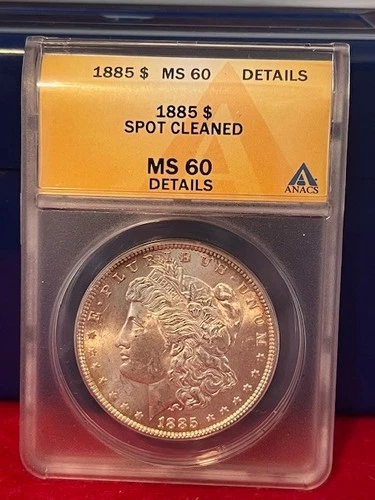 1885 $ MS 60 DETAILS
1885 $
SPOT CLEANED
MS 60
DETAILS
ANACS
E·PLURIBUS·UNUM
1885